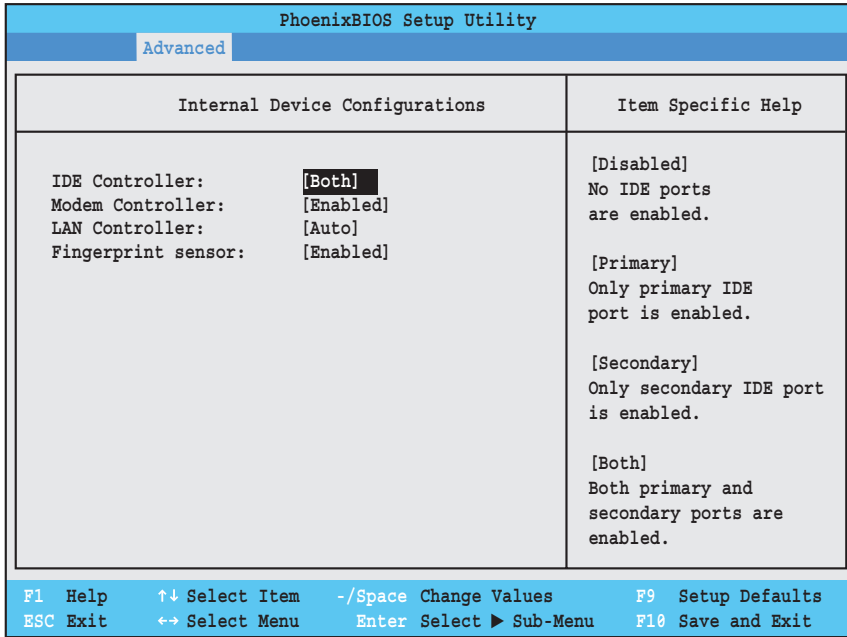 PhoenixBIOS Setup Utility
Advanced
Internal Device Configurations
Item Specific Help
IDE Controller: [Both]
Modem Controller: [Enabled]
LAN Controller: [Auto]
Fingerprint sensor: [Enabled]
[Disabled]
No IDE ports
are enabled.
[Primary]
Only primary IDE
port is enabled.
[Secondary]
Only secondary IDE port
is enabled.
[Both]
Both primary and
secondary ports are
enabled.
F1 Help ↑↓ Select Item -/Space Change Values F9 Setup Defaults
ESC Exit ←→ Select Menu Enter Select ▶ Sub-Menu F10 Save and Exit